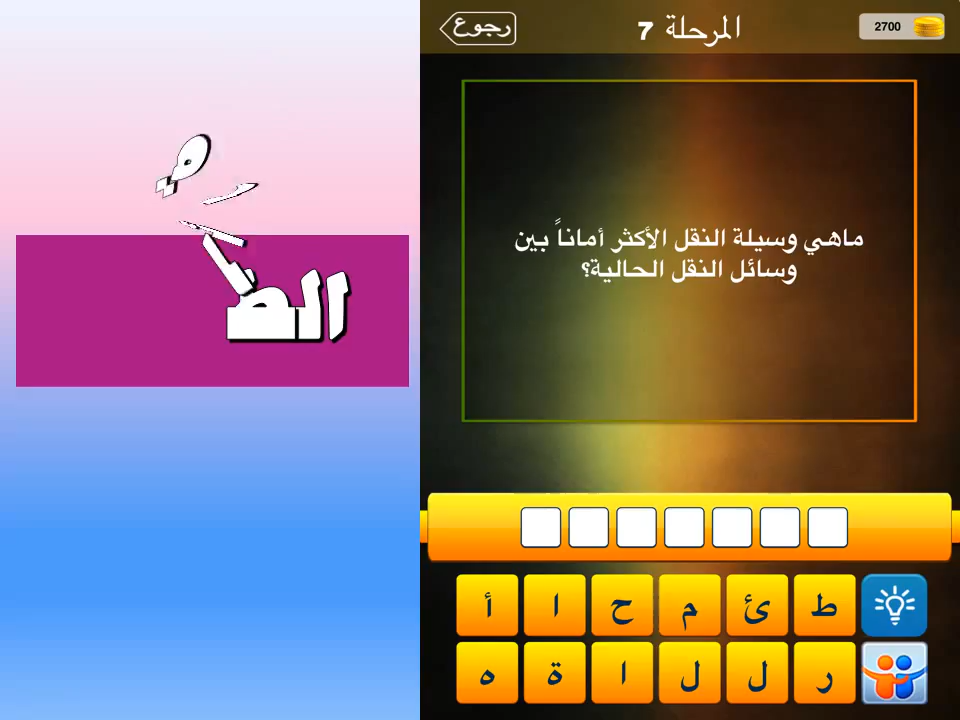 رجوع
المرحلة 7
2700
ماهي وسيلة النقل الأكثر أماناً بين
وسائل النقل الحالية؟
أ ا ح م ئ ط
ه ة ا ل ل ر